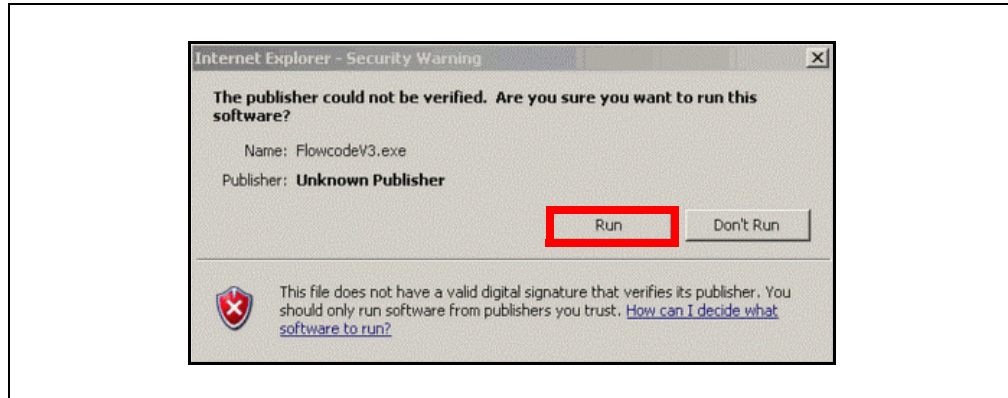 Internet Explorer - Security Warning
The publisher could not be verified. Are you sure you want to run this
software?
Name: FlowcodeV3.exe
Publisher: Unknown Publisher
Run
Don't Run
This file does not have a valid digital signature that verifies its publisher. You
should only run software from publishers you trust. How can I decide what
software to run?